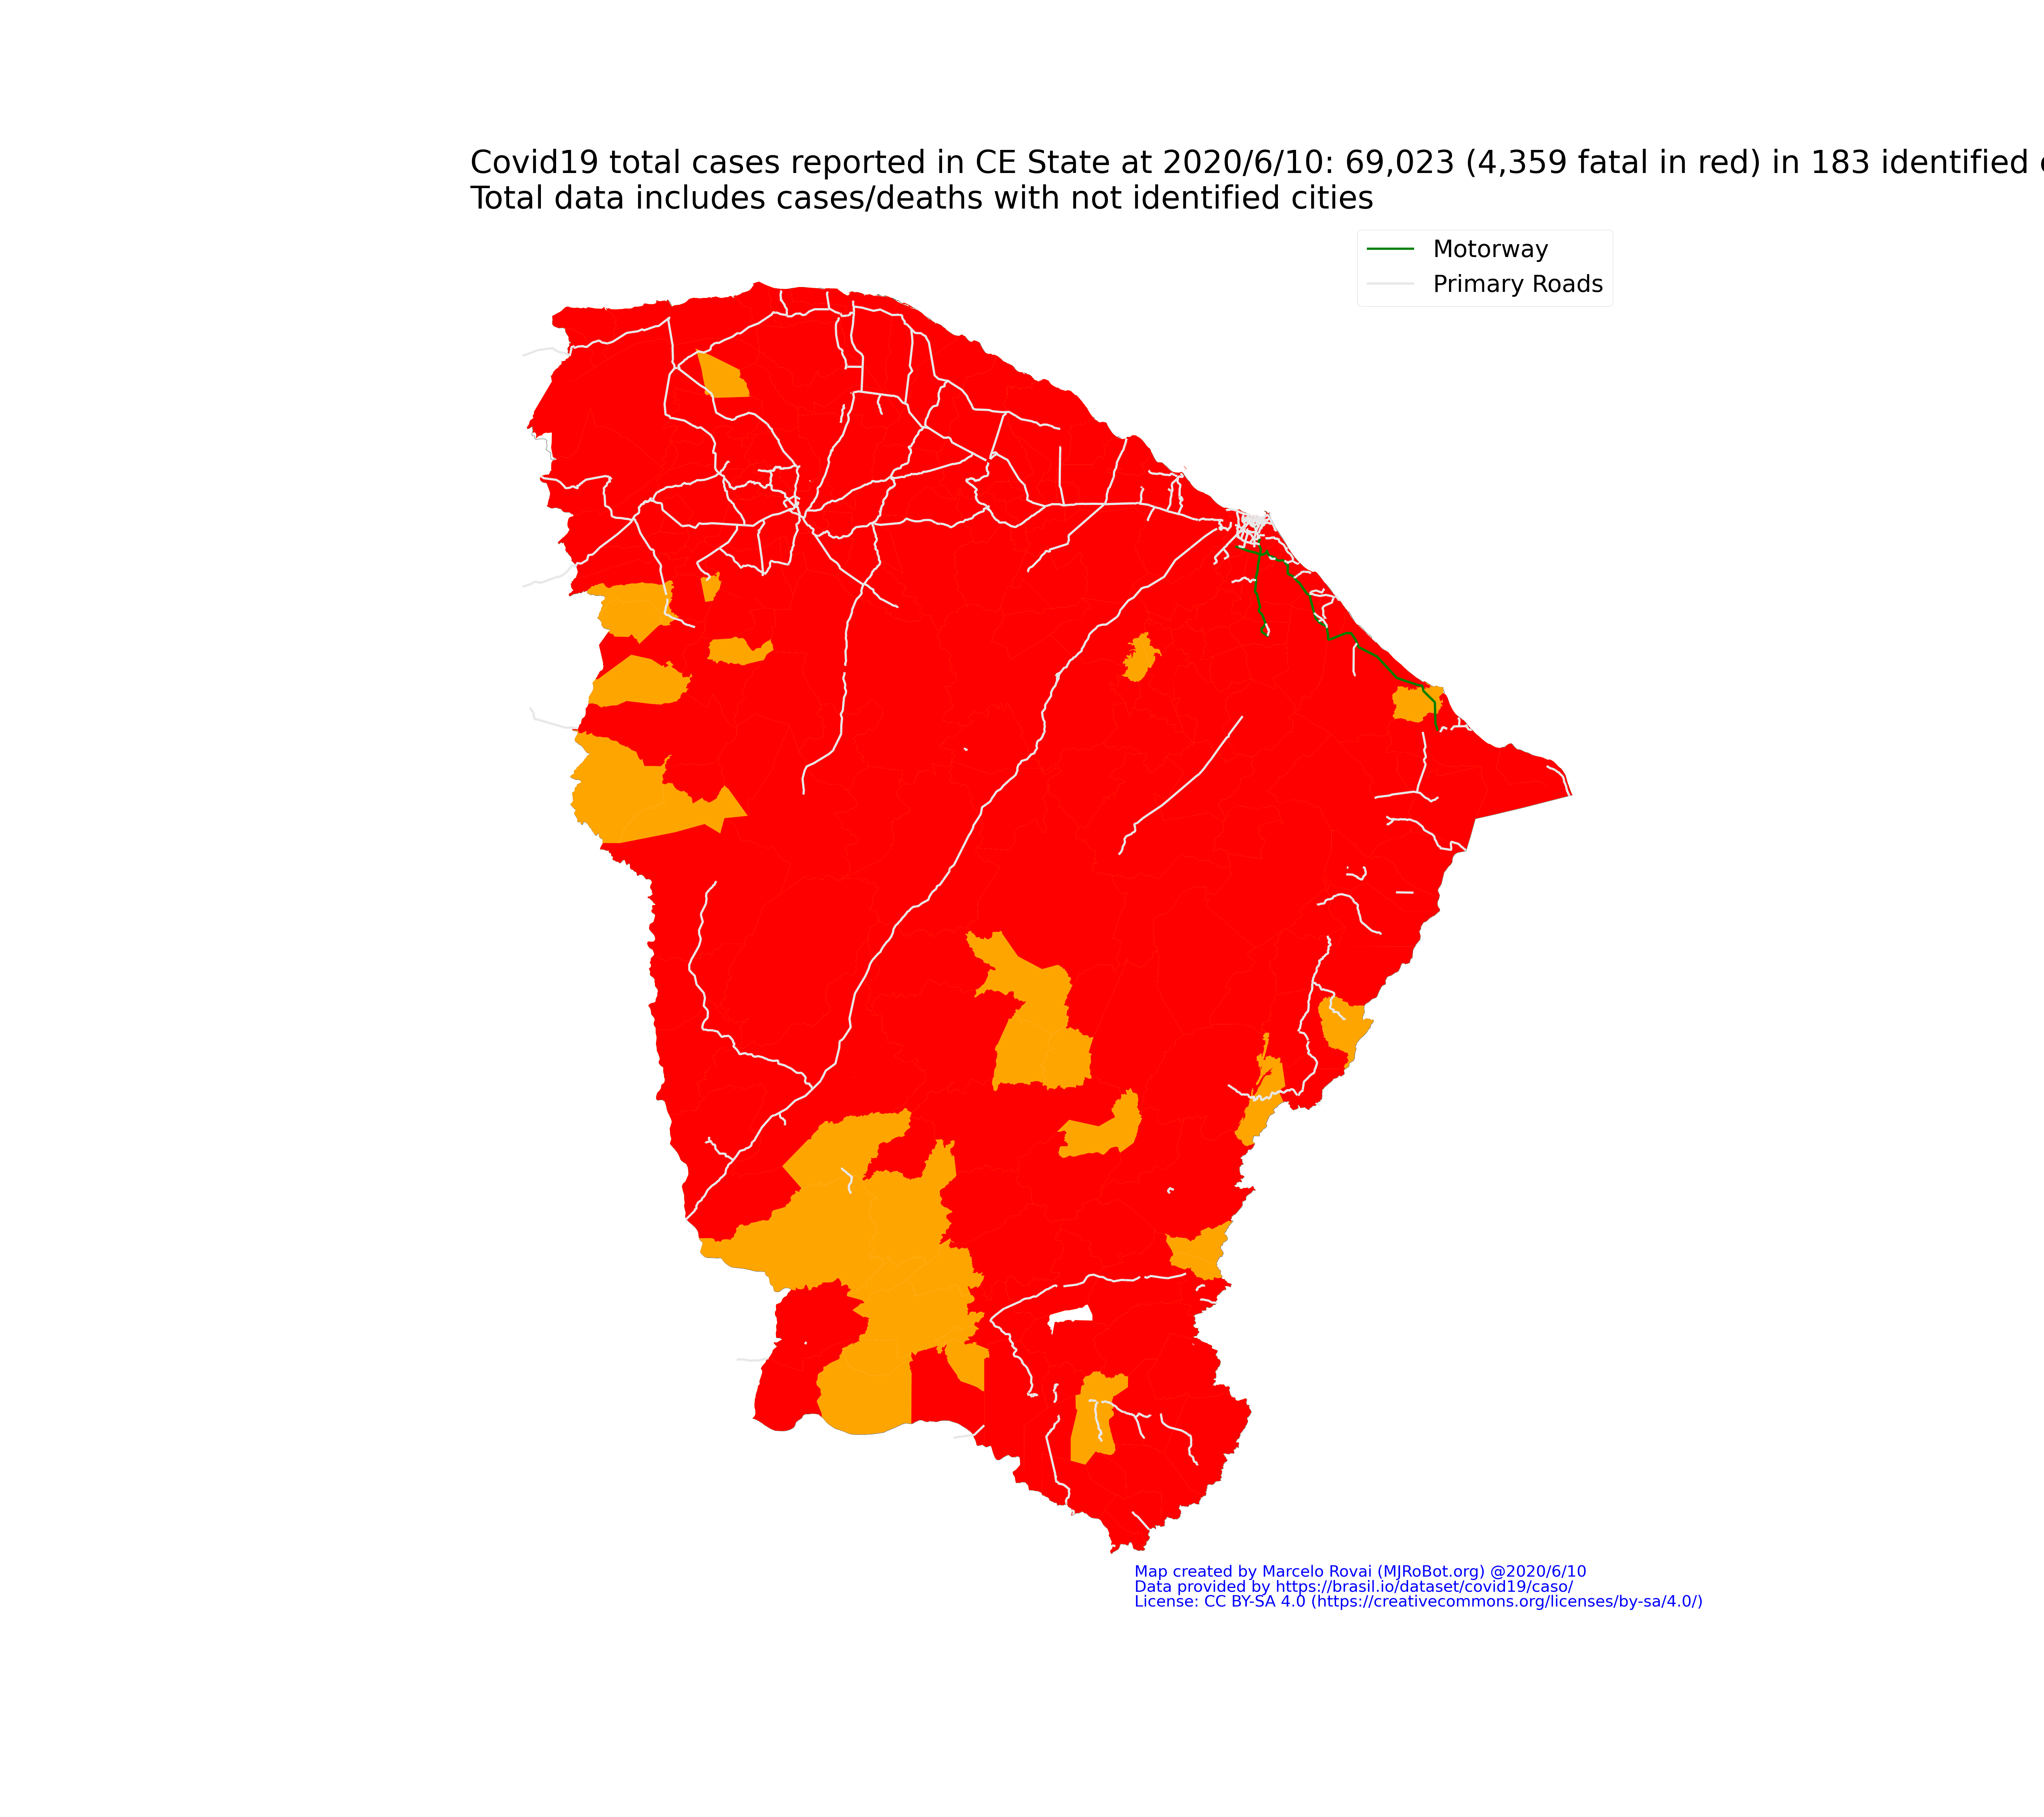 Covid19 total cases reported in CE State at 2020/6/10: 69,023 (4,359 fatal in red) in 183 identified
Total data includes cases/deaths with not identified cities
Motorway
Primary Roads
Map created by Marcelo Rovai (MJRoBot.org) @2020/6/10
Data provided by https://brasil.io/dataset/covid19/caso/
License: CC BY-SA 4.0 (https://creativecommons.org/licenses/by-sa/4.0/)